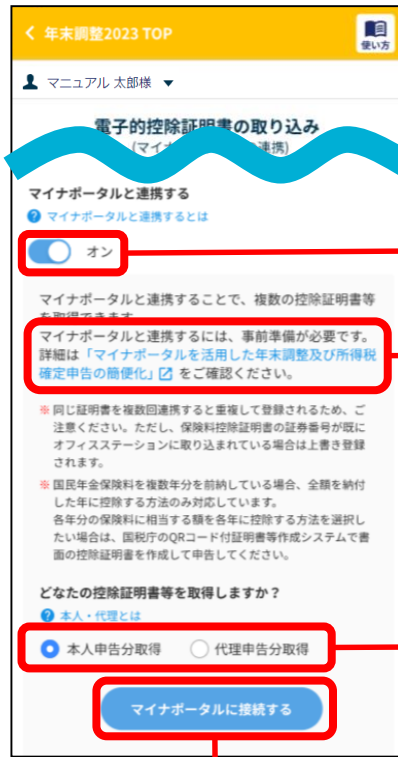 年末調整2023 TOP
使い方
マニュアル 太郎様
電子的控除証明書の取り込み
マイナポータルと連携する
マイナポータルと連携するとは
オン
マイナポータルと連携することで、複数の控除証明書等
を取得できます
マイナポータルと連携するには、事前準備が必要です。
詳細は「マイナポータルを活用した年末調整及び所得税
確定申告の簡便化」をご確認ください。
※ 同じ証明書を複数回連携すると重複して登録されるため、ご
注意ください。ただし、保険料控除証明書の証券番号が既に
オフィスステーションに取り込まれている場合は上書き登録
されます。
※ 国民年金保険料を複数年分を前納している場合、全額を納付
した年に控除する方法のみ対応しています。
各年分の保険料に相当する額を各年に控除する方法を選択し
たい場合は、国税庁のQRコード付証明書等作成システムで書
面の控除証明書を作成して申告してください。
どなたの控除証明書等を取得しますか？
本人・代理とは
本人申告分取得 代理申告分取得
マイナポータルに接続する